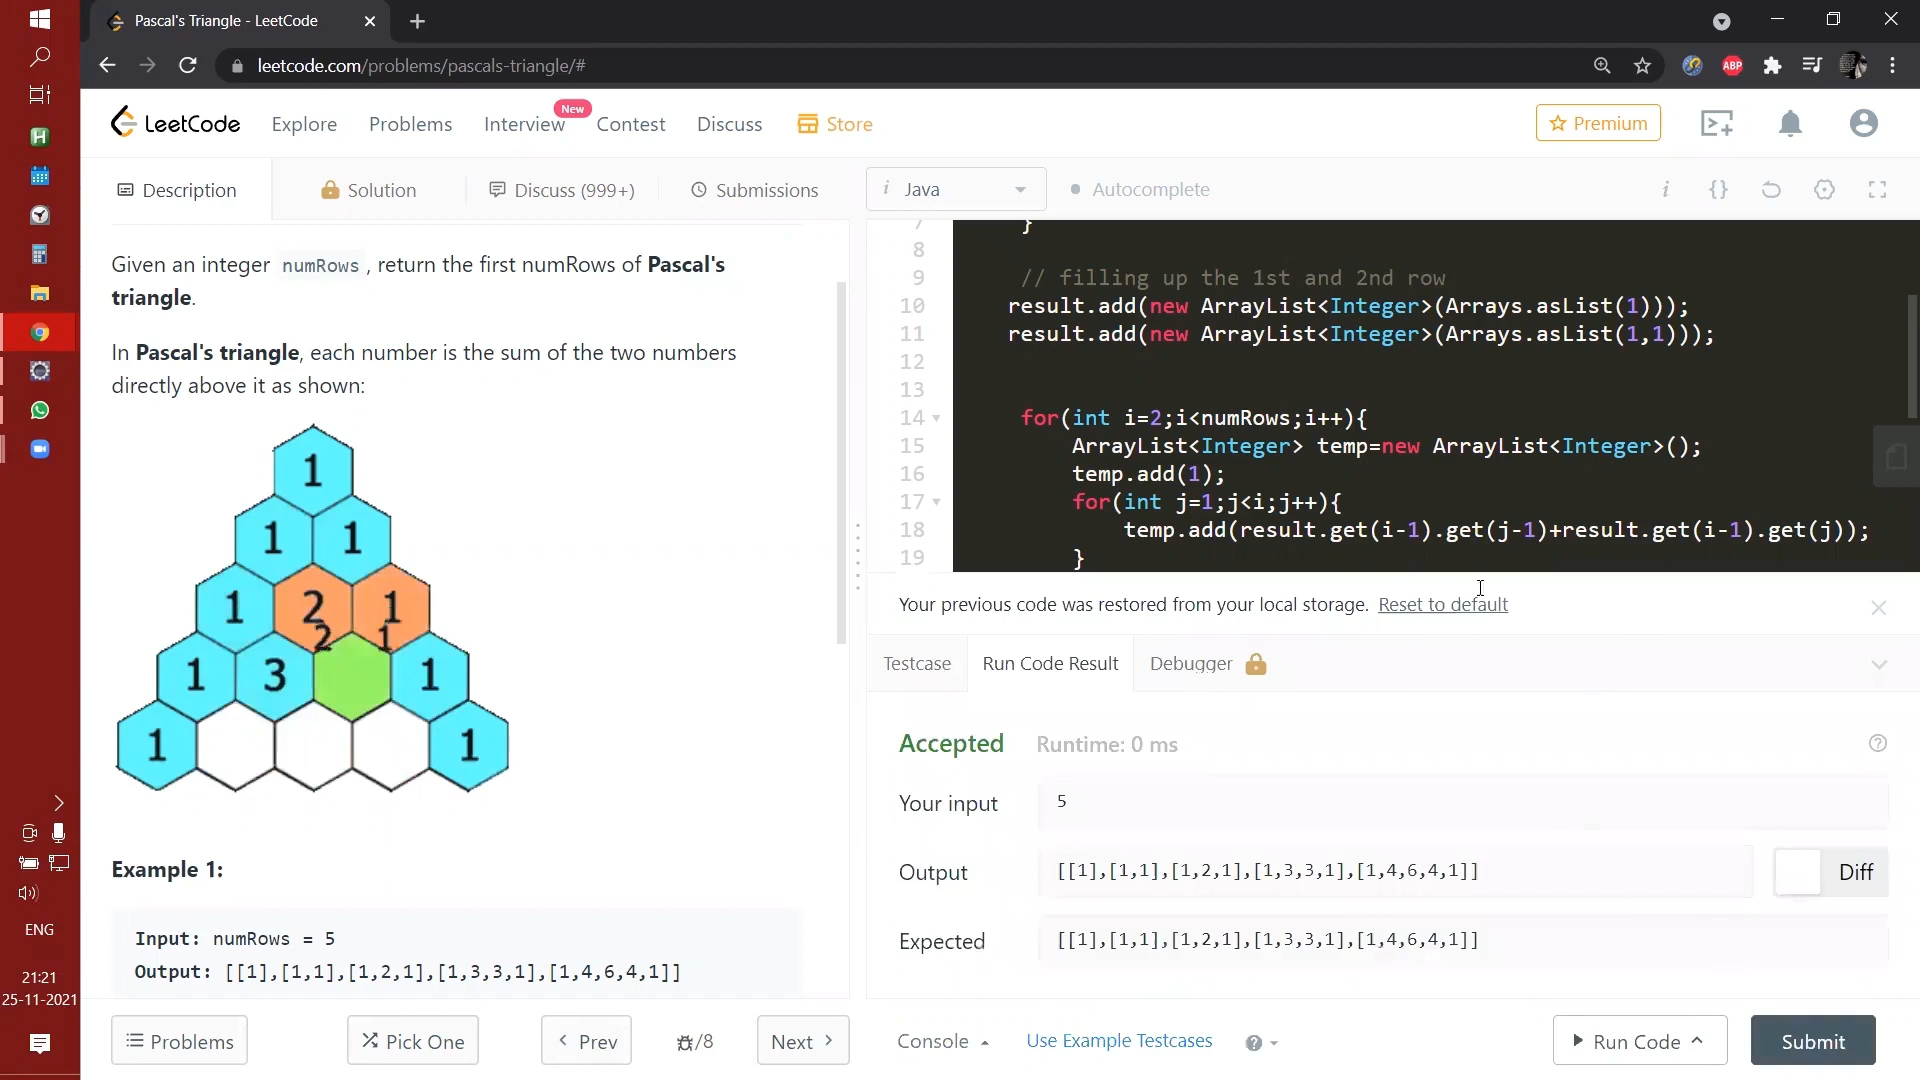 Pascal's Triangle - LeetCode
leetcode.com/problems/pascals-triangle/#
ABP
LeetCode
Explore
Problems
Interview
New
Contest
Discuss
Store
Premium
Description
Solution
Discuss (999+)
Submissions
i Java
Autocomplete
i
{}
Given an integer numRows , return the first numRows of Pascal's
triangle.
In Pascal's triangle, each number is the sum of the two numbers
directly above it as shown:
1
1 1
1 2 1
2 1
1 3 1
1 1
Example 1:
Input: numRows = 5
Output: [[1],[1,1],[1,2,1],[1,3,3,1],[1,4,6,4,1]]
7 }
8
9 // filling up the 1st and 2nd row
10 result.add(new ArrayList<Integer>(Arrays.asList(1)));
11 result.add(new ArrayList<Integer>(Arrays.asList(1,1)));
12
13
14 for(int i=2;i<numRows;i++){
15 ArrayList<Integer> temp=new ArrayList<Integer>();
16 temp.add(1);
17 for(int j=1;j<i;j++){
18 temp.add(result.get(i-1).get(j-1)+result.get(i-1).get(j));
19 }
Your previous code was restored from your local storage. Reset to default
Testcase
Run Code Result
Debugger
Accepted Runtime: 0 ms
Your input 5
Output [[1],[1,1],[1,2,1],[1,3,3,1],[1,4,6,4,1]]
Diff
Expected [[1],[1,1],[1,2,1],[1,3,3,1],[1,4,6,4,1]]
Problems
Pick One
Prev
/8
Next
Console
Use Example Testcases
Run Code
Submit
H
ENG
21:21
25-11-2021